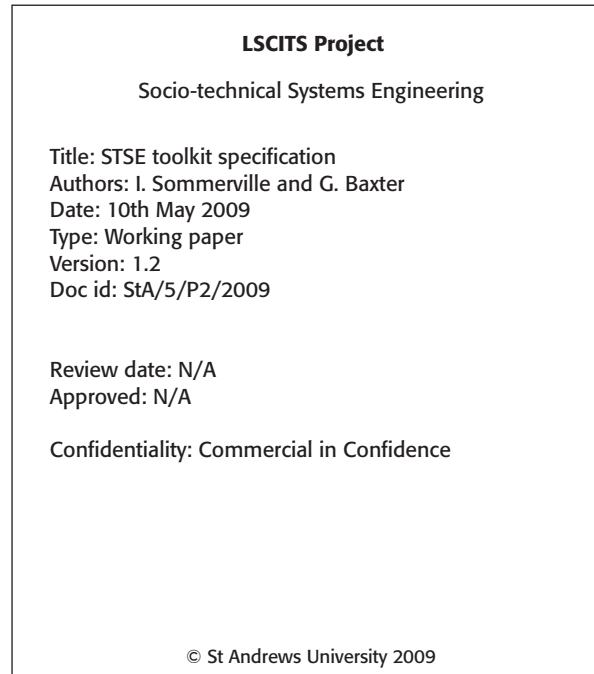 LSCITS Project
Socio-technical Systems Engineering
Title: STSE toolkit specification
Authors: I. Sommerville and G. Baxter
Date: 10th May 2009
Type: Working paper
Version: 1.2
Doc id: StA/5/P2/2009
Review date: N/A
Approved: N/A
Confidentiality: Commercial in Confidence
© St Andrews University 2009